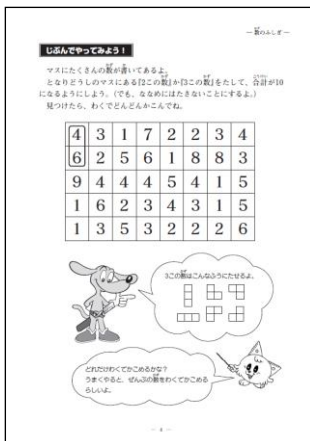 ― 数のふしぎ ―
じぶんでやってみよう！
マスにたくさんの数が書いてあるよ。
となりどうしのマスにある『2この数』か『3この数』をたして、合計が10
になるようにしよう。（でも、ななめにはたさないことにするよ。）
見つけたら、わくでどんどんかこんでね。
4 3 1 7 2 2 3 4
6 2 5 6 1 8 8 3
9 4 4 4 5 4 1 5
1 6 2 3 4 3 1 5
1 3 5 3 2 2 2 6
3この数はこんなふうにたせるよ。
どれだけわくでかこめるかな？
うまくやると、ぜんぶの数をわくでかこめる
らしいよ。
― 4 ―